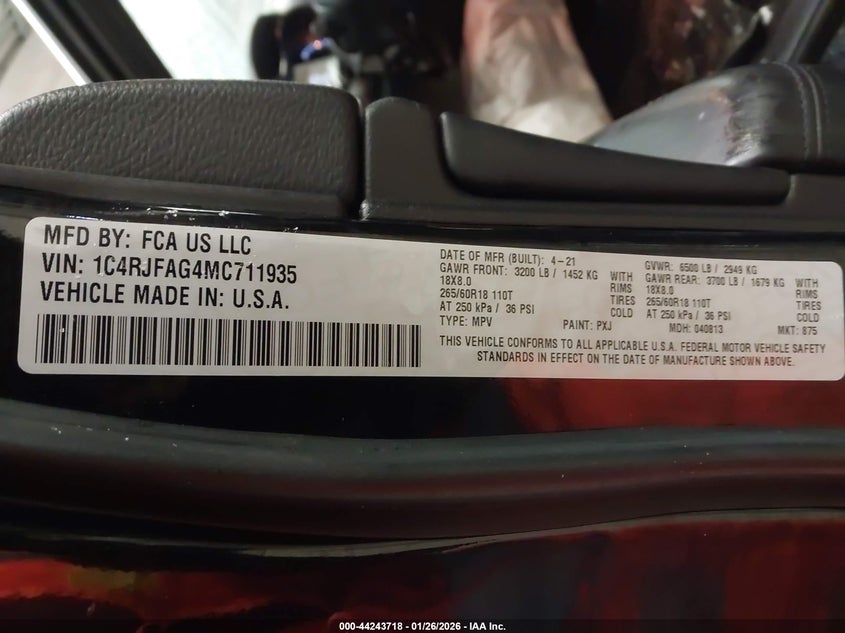 MFD BY: FCA US LLC
VIN: 1C4RJFAG4MC711935
VEHICLE MADE IN: U.S.A.
DATE OF MFR (BUILT): 4-21
GAWR FRONT: 3200 LB / 1452 KG WITH
18X8.0 RIMS
265/60R18 110T TIRES
AT 250 kPa / 36 PSI COLD
TYPE: MPV PAINT: PXJ
GVWR: 6500 LB / 2949 KG
GAWR REAR: 3700 LB / 1679 KG WITH
18X8.0 RIMS
265/60R18 110T TIRES
AT 250 kPa / 36 PSI COLD
MDH: 040813 MKT: 875
THIS VEHICLE CONFORMS TO ALL APPLICABLE U.S.A. FEDERAL MOTOR VEHICLE SAFETY
STANDARDS IN EFFECT ON THE DATE OF MANUFACTURE SHOWN ABOVE.
000-44243718 - 01/26/2026 - IAA Inc.